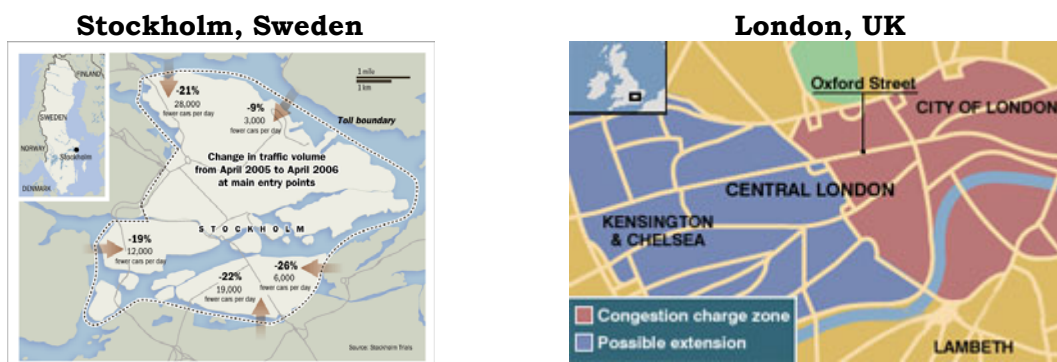 Stockholm, Sweden
FINLAND
SWEDEN
NORWAY
Stockholm
DENMARK
-21%
28,000
fewer cars per day
-9%
3,000
fewer cars per day
1 mile
1 km
Toll boundary
Change in traffic volume
from April 2005 to April 2006
at main entry points
STOCKHOLM
-19%
12,000
fewer cars per day
-22%
19,000
fewer cars per day
-26%
6,000
fewer cars per day
Source: Stockholm Trials
London, UK
Oxford Street
CITY OF LONDON
CENTRAL LONDON
KENSINGTON
& CHELSEA
Congestion charge zone
Possible extension
LAMBETH